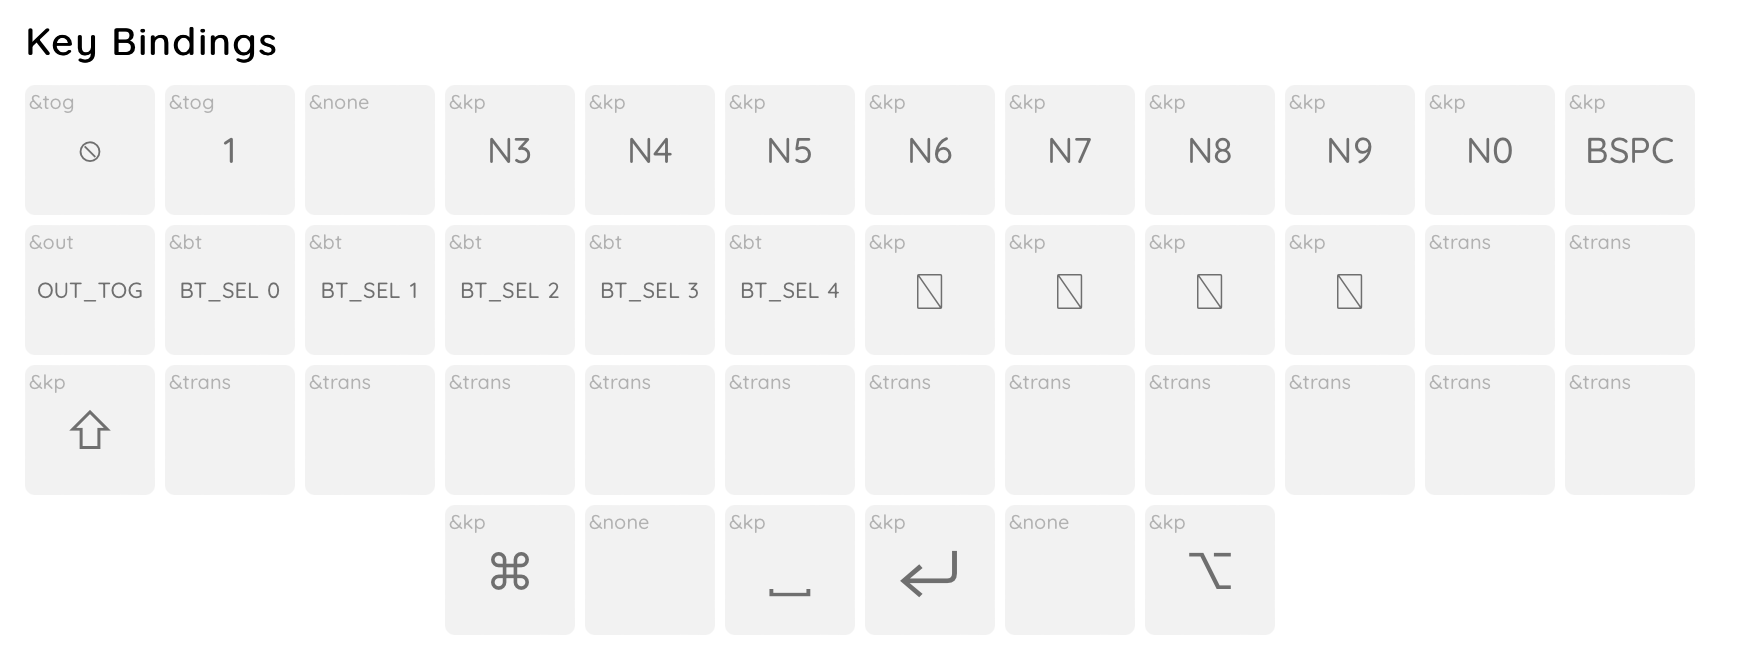 Key Bindings
&tog &tog &none &kp &kp &kp &kp &kp &kp &kp &kp &kp
⦸ 1 N3 N4 N5 N6 N7 N8 N9 N0 BSPC
&out &bt &bt &bt &bt &bt &kp &kp &kp &kp &trans &trans
OUT_TOG BT_SEL 0 BT_SEL 1 BT_SEL 2 BT_SEL 3 BT_SEL 4
&kp &trans &trans &trans &trans &trans &trans &trans &trans &trans &trans &trans
⇧
&kp &none &kp &kp &none &kp
⌘ ⎵ ⏎ ⌥